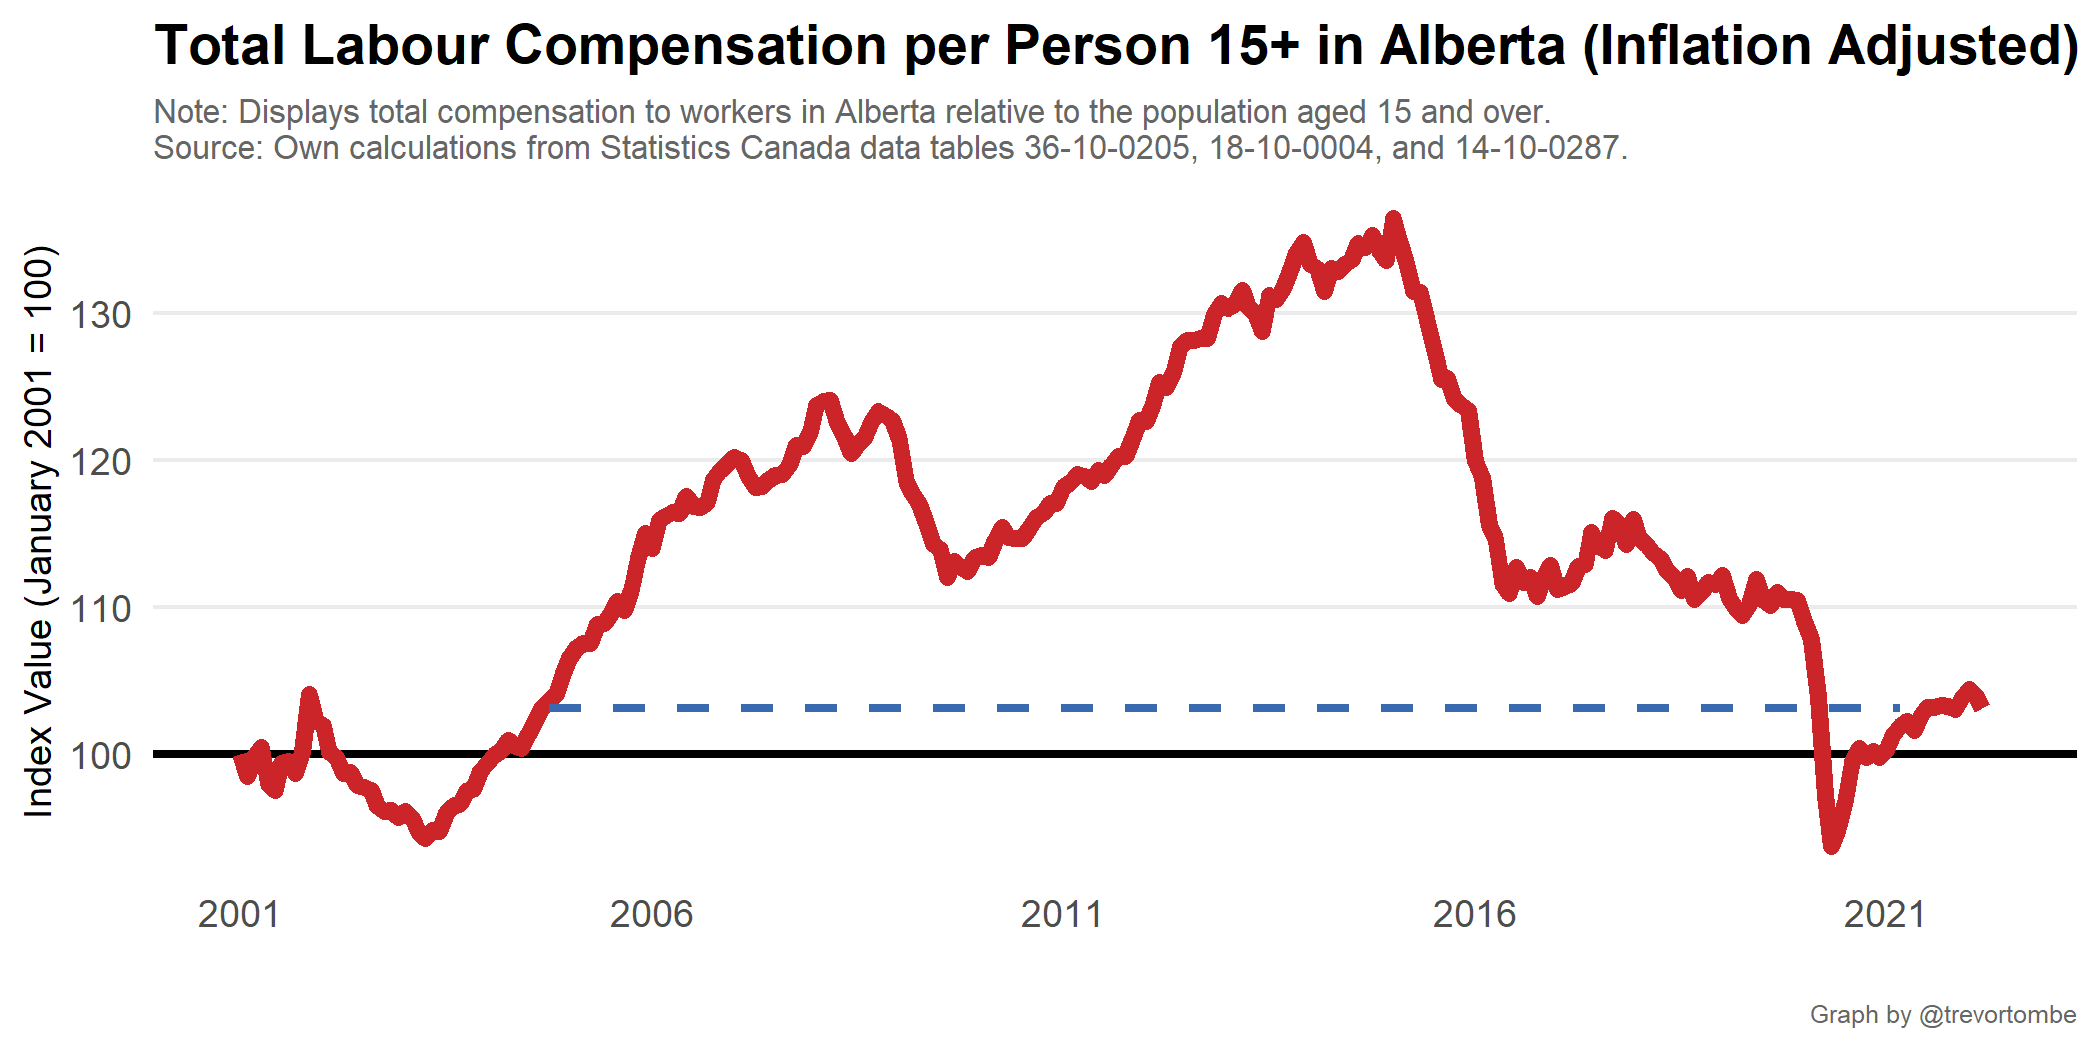 Total Labour Compensation per Person 15+ in Alberta (Inflation Adjusted)
Note: Displays total compensation to workers in Alberta relative to the population aged 15 and over.
Source: Own calculations from Statistics Canada data tables 36-10-0205, 18-10-0004, and 14-10-0287.
Index Value (January 2001 = 100)
130
120
110
100
2001
2006
2011
2016
2021
Graph by @trevortombe